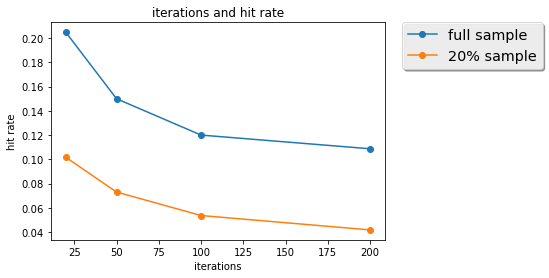 iterations and hit rate
full sample
20% sample
0.20
0.18
0.16
0.14
0.12
0.10
0.08
0.06
0.04
hit rate
25 50 75 100 125 150 175 200
iterations